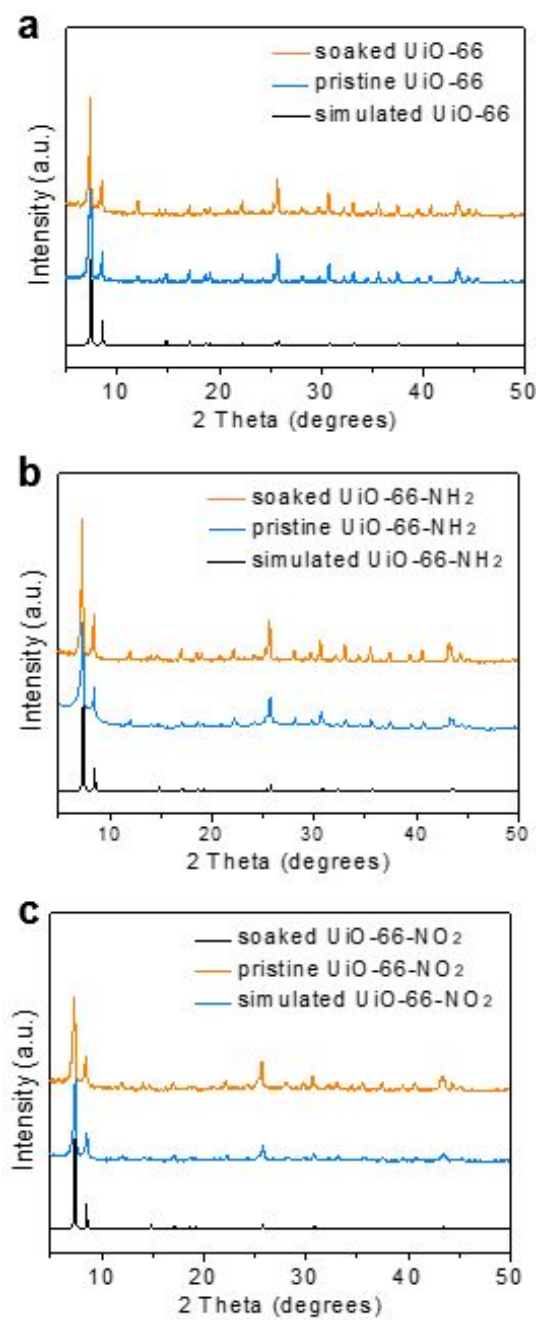 a
soaked UiO-66
pristine UiO-66
simulated UiO-66
Intensity (a.u.)
10 20 30 40 50
2 Theta (degrees)
b
soaked UiO-66-NH₂
pristine UiO-66-NH₂
simulated UiO-66-NH₂
Intensity (a.u.)
10 20 30 40 50
2 Theta (degrees)
c
soaked UiO-66-NO₂
pristine UiO-66-NO₂
simulated UiO-66-NO₂
Intensity (a.u.)
10 20 30 40 50
2 Theta (degrees)